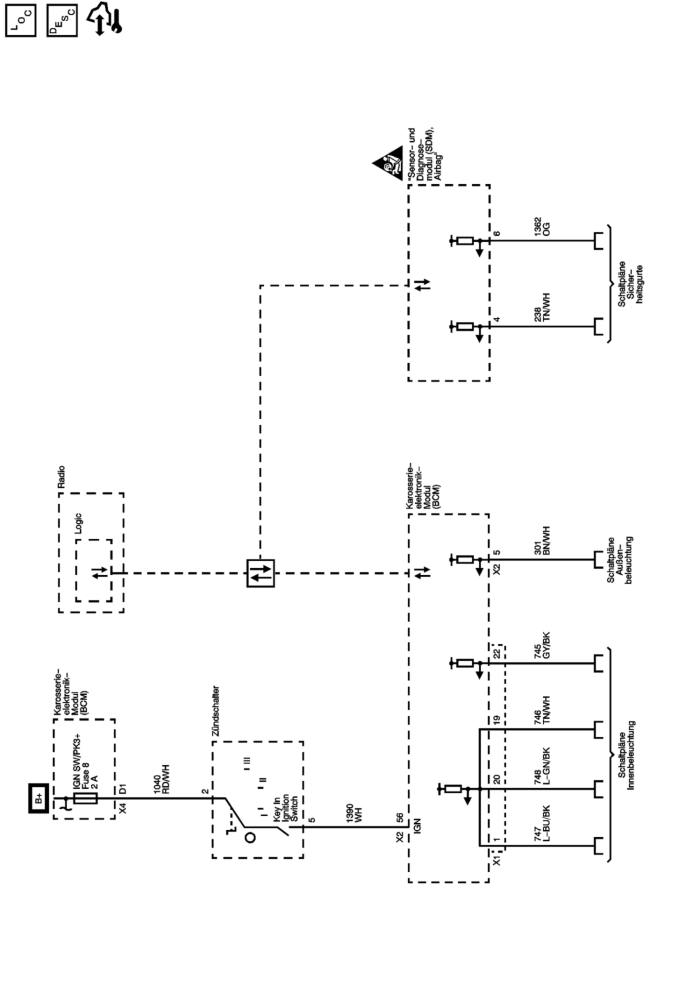 LOC
DESC
B+
Karosserie–
elektronik–
Modul
(BCM)
IGN SW/PK3+
Fuse 8
2 A
X4
D1
1040
RD/WH
2
Zündschalter
I
II
III
Key In
Ignition
Switch
5
1390
WH
X2
56
IGN
Radio
Logic
Karosserie–
elektronik–
Modul
(BCM)
X1
1
20
19
22
X2
5
747
L–BU/BK
748
L–GN/BK
746
TN/WH
745
GY/BK
301
BN/WH
Schaltpläne
Innenbeleuchtung
Schaltpläne
Außen–
beleuchtung
"Sensor– und
Diagnose–
modul (SDM),
Airbag"
4
6
238
TN/WH
1362
OG
Schaltpläne
Sicher–
heitsgurte